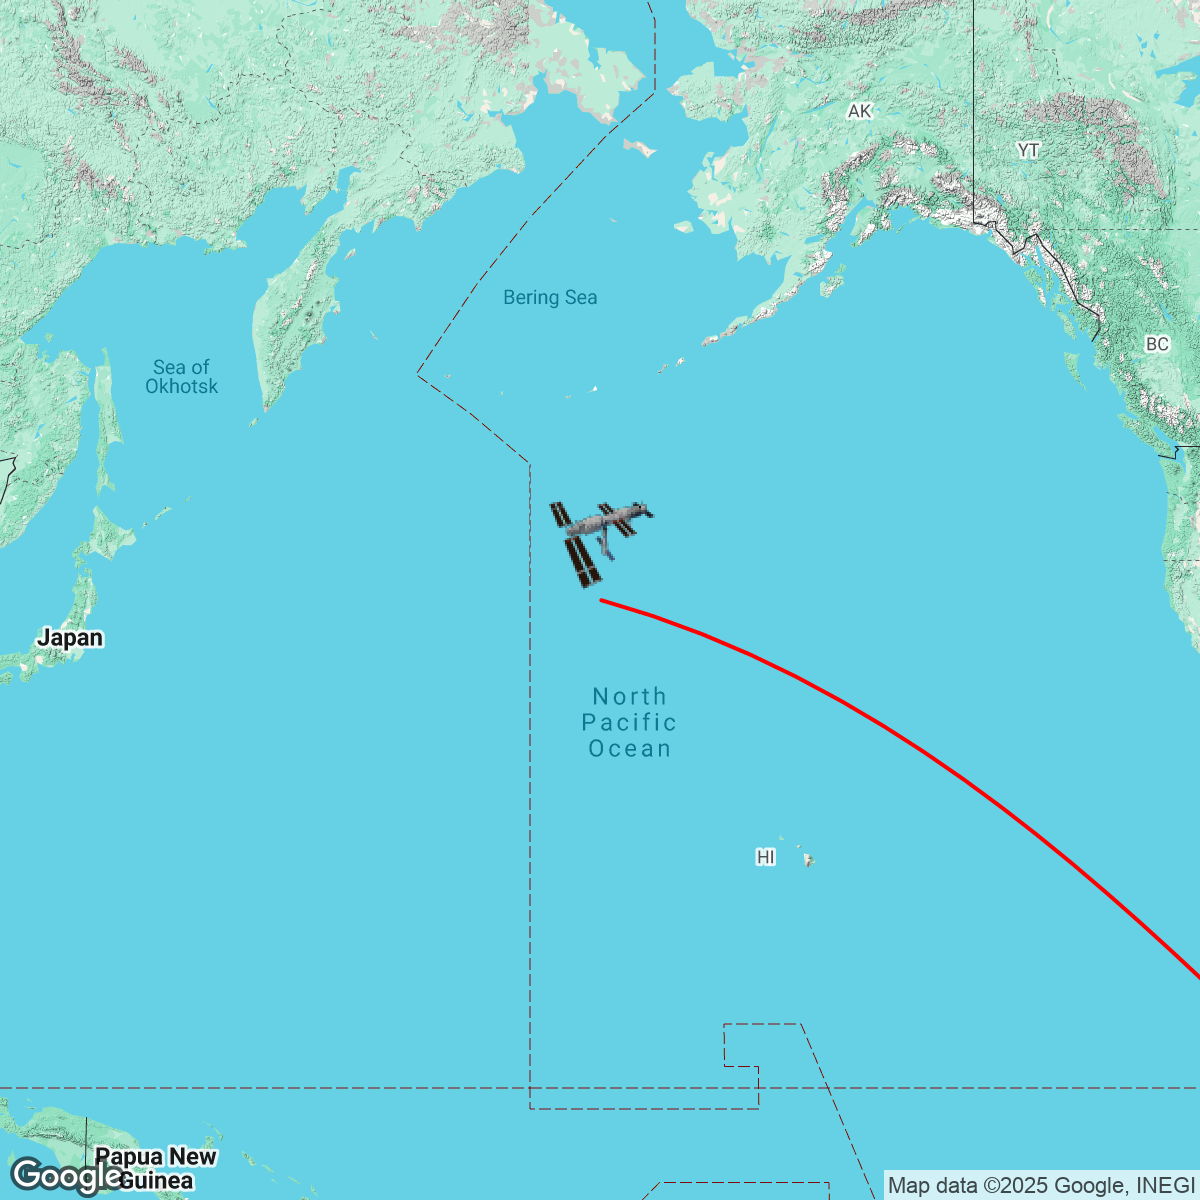 AK
YT
Bering Sea
BC
Sea of
Okhotsk
Japan
North
Pacific
Ocean
HI
Papua New
Guinea
Google
Map data ©2025 Google, INEGI